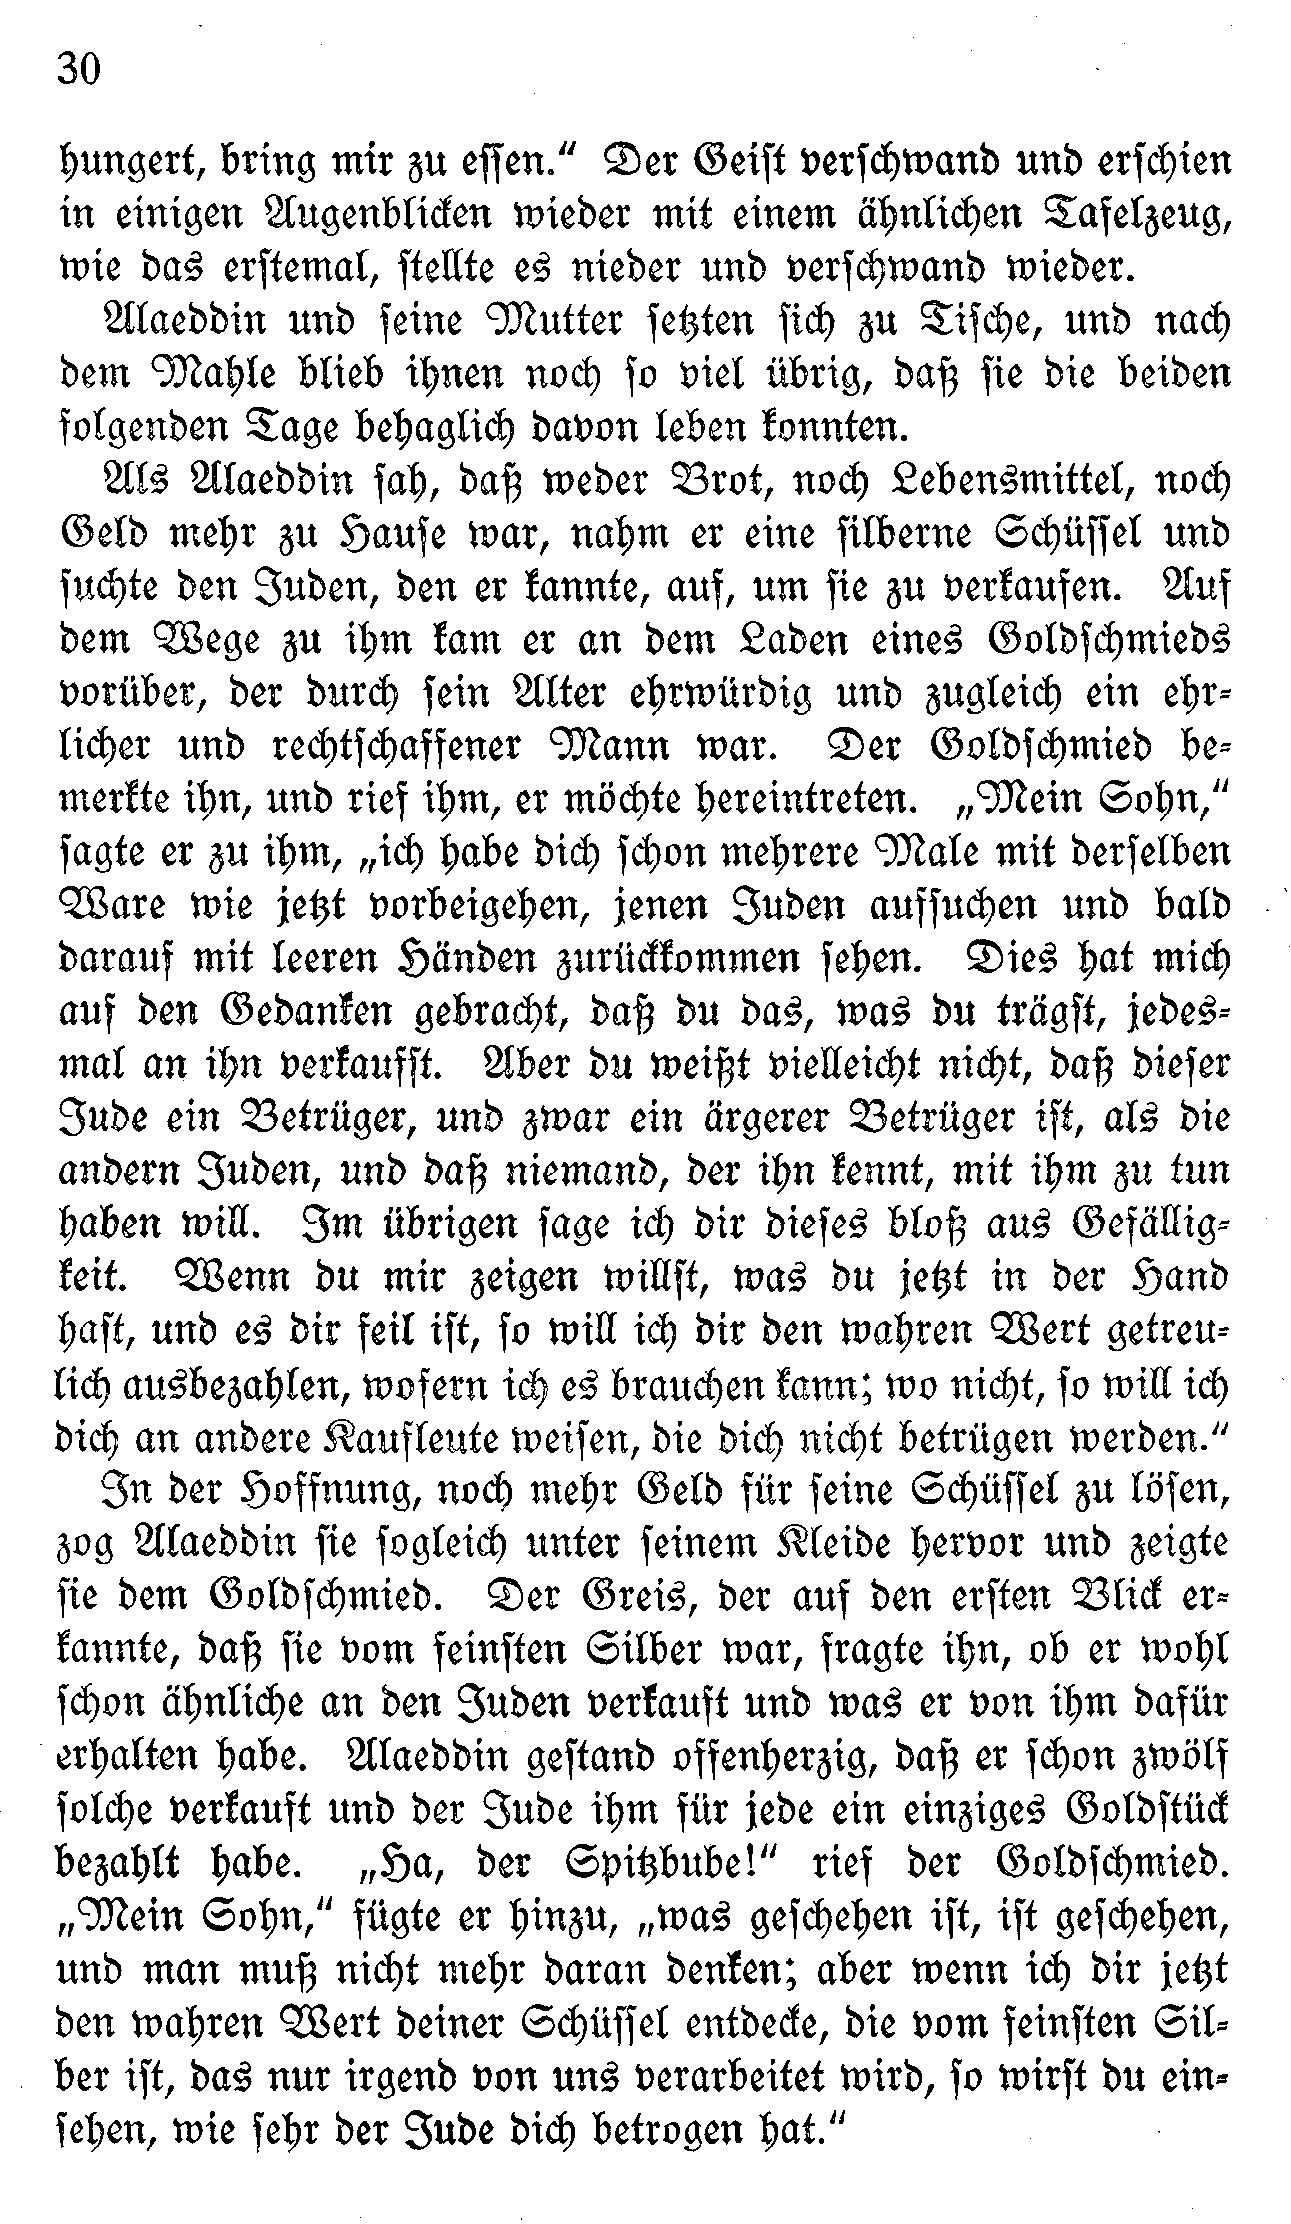 30
hungert, bring mir zu essen.“ Der Geist verschwand und erschien
in einigen Augenblicken wieder mit einem ähnlichen Tafelzeug,
wie das erstemal, stellte es nieder und verschwand wieder.
Alaeddin und seine Mutter setzten sich zu Tische, und nach
dem Mahle blieb ihnen noch so viel übrig, daß sie die beiden
folgenden Tage behaglich davon leben konnten.
Als Alaeddin sah, daß weder Brot, noch Lebensmittel, noch
Geld mehr zu Hause war, nahm er eine silberne Schüssel und
suchte den Juden, den er kannte, auf, um sie zu verkaufen. Auf
dem Wege zu ihm kam er an dem Laden eines Goldschmieds
vorüber, der durch sein Alter ehrwürdig und zugleich ein ehr-
licher und rechtschaffener Mann war. Der Goldschmied be-
merkte ihn, und rief ihm, er möchte hereintreten. „Mein Sohn,“
sagte er zu ihm, „ich habe dich schon mehrere Male mit derselben
Ware wie jetzt vorbeigehen, jenen Juden aufsuchen und bald
darauf mit leeren Händen zurückkommen sehen. Dies hat mich
auf den Gedanken gebracht, daß du das, was du trägst, jedes-
mal an ihn verkaufst. Aber du weißt vielleicht nicht, daß dieser
Jude ein Betrüger, und zwar ein ärgerer Betrüger ist, als die
andern Juden, und daß niemand, der ihn kennt, mit ihm zu tun
haben will. Im übrigen sage ich dir dieses bloß aus Gefällig-
keit. Wenn du mir zeigen willst, was du jetzt in der Hand
hast, und es dir feil ist, so will ich dir den wahren Wert getreu-
lich ausbezahlen, wofern ich es brauchen kann; wo nicht, so will ich
dich an andere Kaufleute weisen, die dich nicht betrügen werden.“
In der Hoffnung, noch mehr Geld für seine Schüssel zu lösen,
zog Alaeddin sie sogleich unter seinem Kleide hervor und zeigte
sie dem Goldschmied. Der Greis, der auf den ersten Blick er-
kannte, daß sie vom feinsten Silber war, fragte ihn, ob er wohl
schon ähnliche an den Juden verkauft und was er von ihm dafür
erhalten habe. Alaeddin gestand offenherzig, daß er schon zwölf
solche verkauft und der Jude ihm für jede ein einziges Goldstück
bezahlt habe. „Ha, der Spitzbube!“ rief der Goldschmied.
„Mein Sohn,“ fügte er hinzu, „was geschehen ist, ist geschehen,
und man muß nicht mehr daran denken; aber wenn ich dir jetzt
den wahren Wert deiner Schüssel entdecke, die vom feinsten Sil-
ber ist, das nur irgend von uns verarbeitet wird, so wirst du ein-
sehen, wie sehr der Jude dich betrogen hat.“